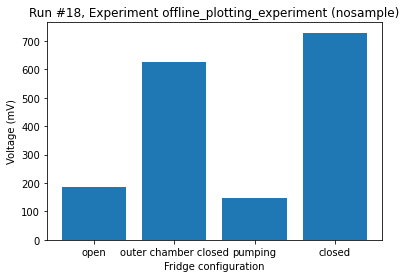 Run #18, Experiment offline_plotting_experiment (nosample)
Voltage (mV)
700
600
500
400
300
200
100
0
open outer chamber closed pumping closed
Fridge configuration